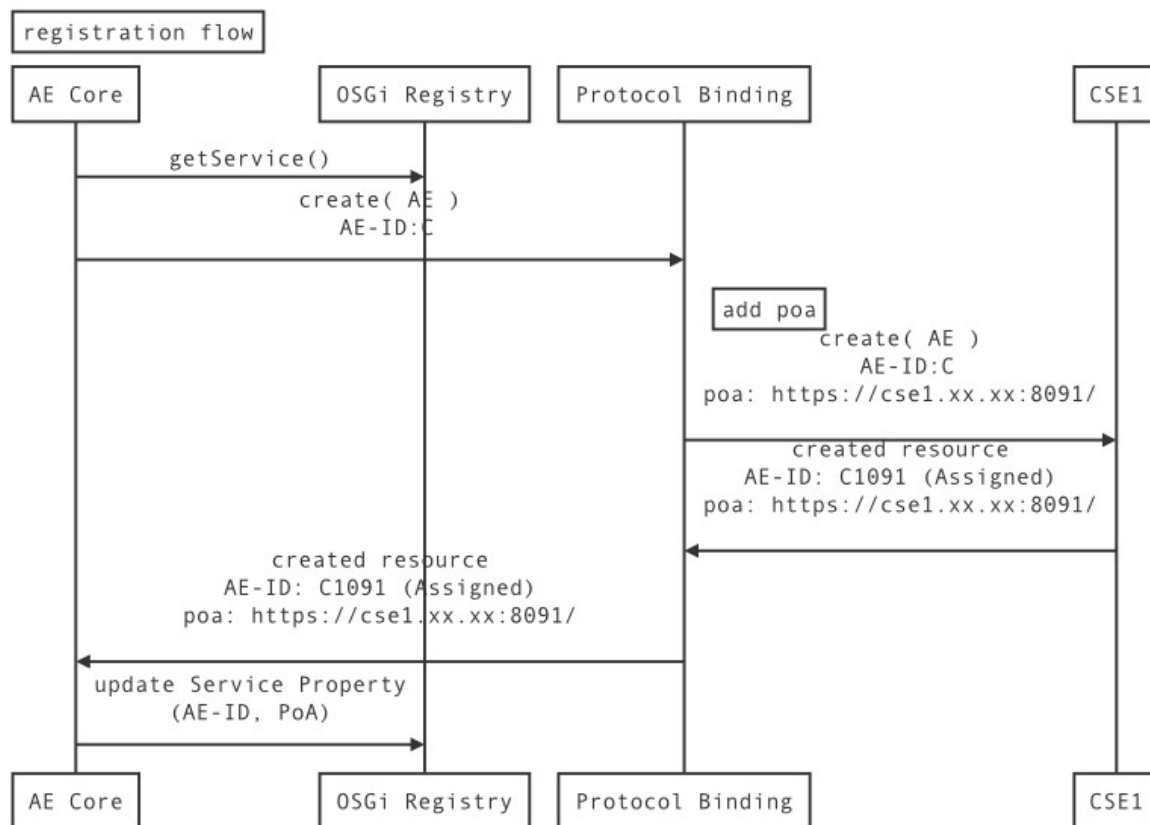 registration flow
AE Core
OSGi Registry
Protocol Binding
CSE1
getService()
create( AE )
AE-ID:C
add poa
create( AE )
AE-ID:C
poa: https://cse1.xx.xx:8091/
created resource
AE-ID: C1091 (Assigned)
poa: https://cse1.xx.xx:8091/
created resource
AE-ID: C1091 (Assigned)
poa: https://cse1.xx.xx:8091/
update Service Property
(AE-ID, PoA)
AE Core
OSGi Registry
Protocol Binding
CSE1